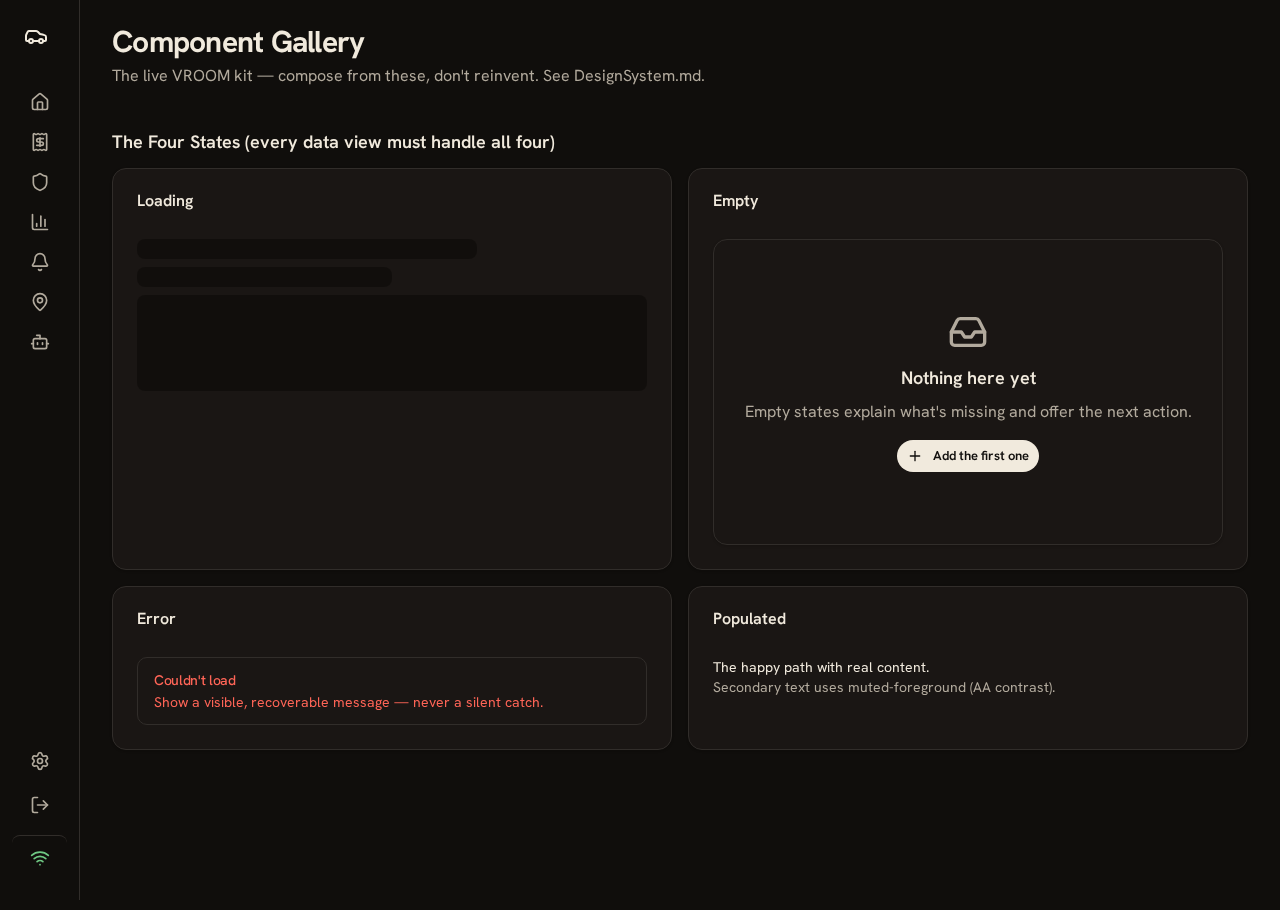 Component Gallery
The live VROOM kit — compose from these, don't reinvent. See DesignSystem.md.
The Four States (every data view must handle all four)
Loading
Empty
Nothing here yet
Empty states explain what's missing and offer the next action.
Add the first one
Error
Couldn't load
Show a visible, recoverable message — never a silent catch.
Populated
The happy path with real content.
Secondary text uses muted-foreground (AA contrast).